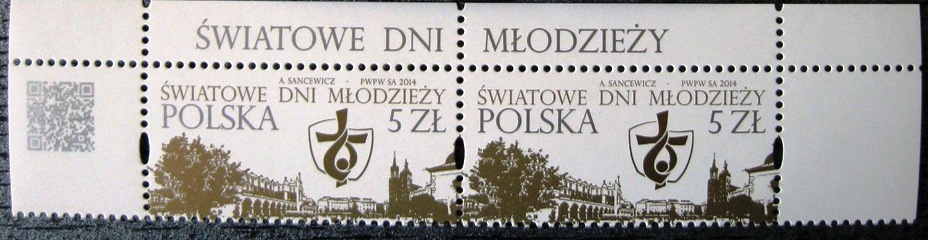 ŚWIATOWE DNI MŁODZIEŻY
A. SANCEWICZ · PWPW SA 2014
ŚWIATOWE DNI MŁODZIEŻY
POLSKA 5 ZŁ
A. SANCEWICZ · PWPW SA 2014
ŚWIATOWE DNI MŁODZIEŻY
POLSKA 5 ZŁ